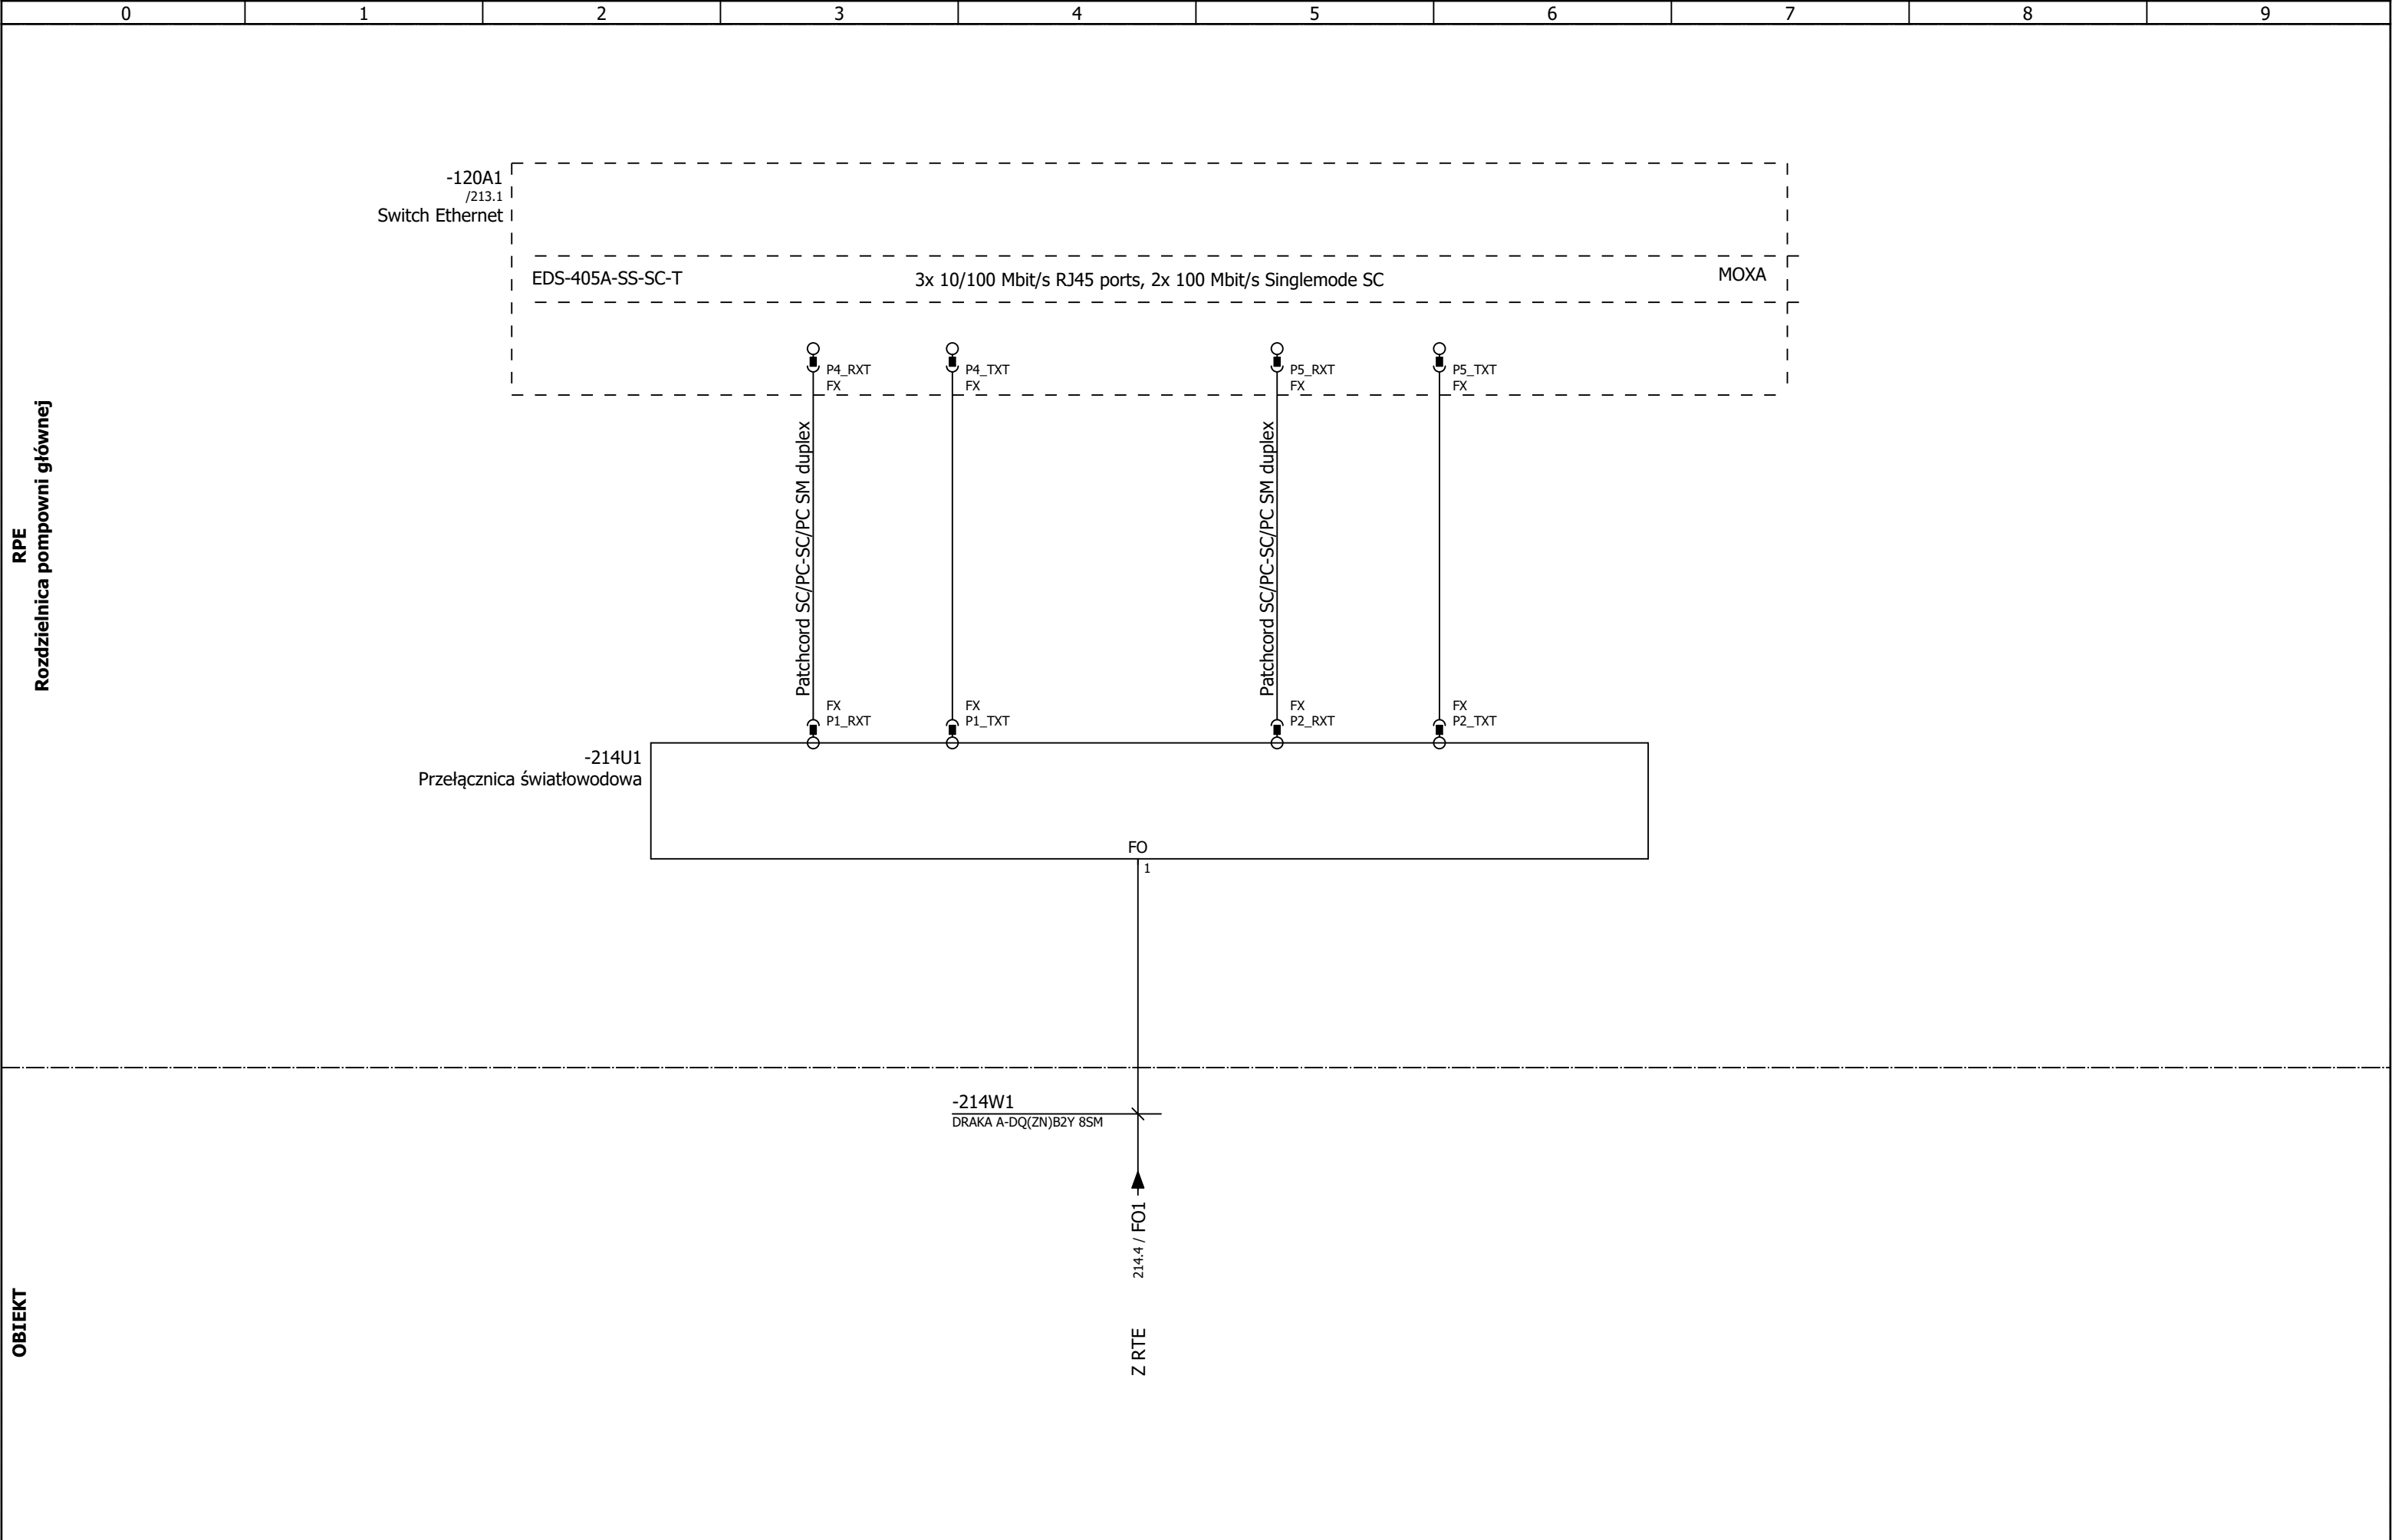 0 1 2 3 4 5 6 7 8 9
-120A1
/213.1
Switch Ethernet
EDS-405A-SS-SC-T 3x 10/100 Mbit/s RJ45 ports, 2x 100 Mbit/s Singlemode SC MOXA
P4_RXT P4_TXT P5_RXT P5_TXT
FX FX FX FX
Patchcord SC/PC-SC/PC SM duplex
Patchcord SC/PC-SC/PC SM duplex
RPE
Rozdzielnica pompowni głównej
FX FX FX FX
P1_RXT P1_TXT P2_RXT P2_TXT
-214U1
Przełącznica światłowodowa
FO
1
-214W1
DRAKA A-DQ(ZN)B2Y 8SM
214.4 / FO1
Z RTE
OBIEKT